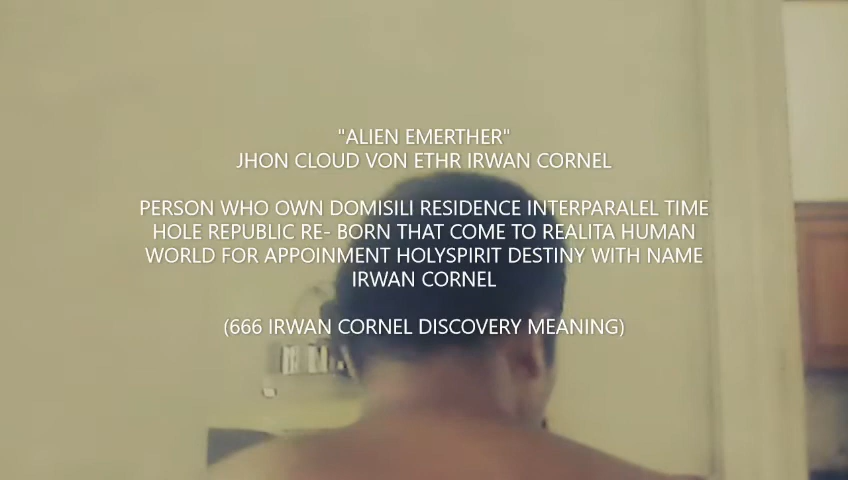 "ALIEN EMERTHER"
JHON CLOUD VON ETHR IRWAN CORNEL
PERSON WHO OWN DOMISILI RESIDENCE INTERPARALEL TIME
HOLE REPUBLIC RE- BORN THAT COME TO REALITA HUMAN
WORLD FOR APPOINMENT HOLYSPIRIT DESTINY WITH NAME
IRWAN CORNEL
(666 IRWAN CORNEL DISCOVERY MEANING)